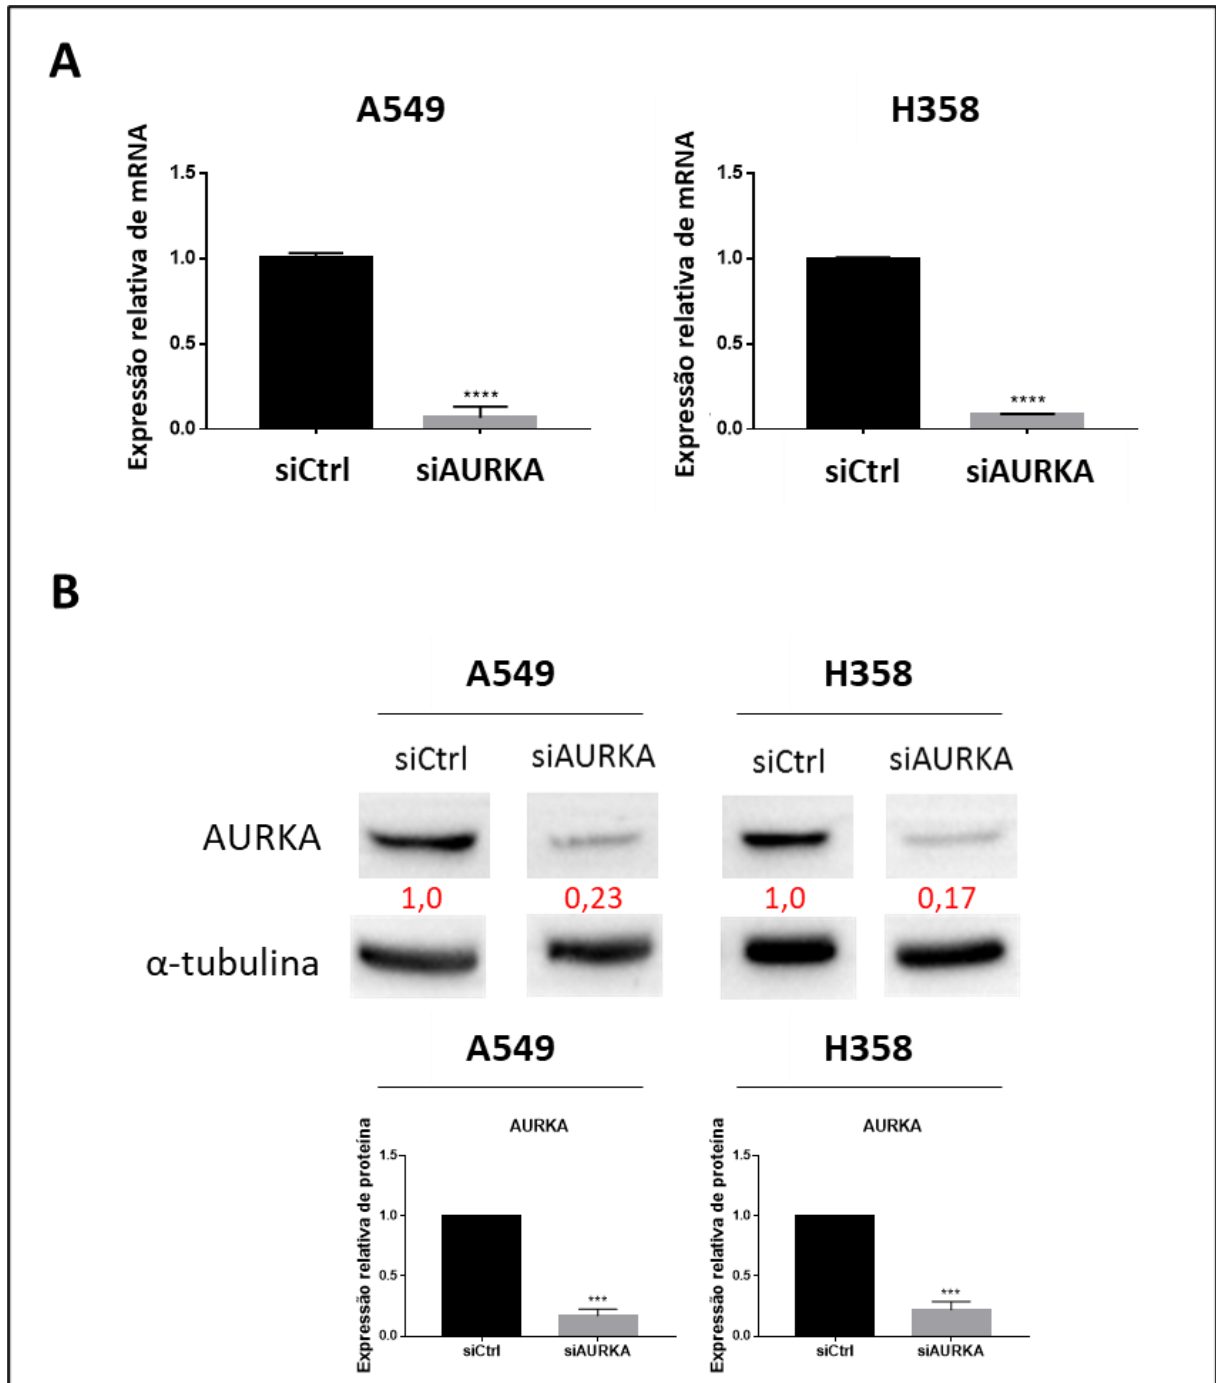 A
A549
H358
Expressão relativa de mRNA
1.5
1.0
0.5
0.0
****
siCtrl
siAURKA
Expressão relativa de mRNA
1.5
1.0
0.5
0.0
****
siCtrl
siAURKA
B
A549
H358
siCtrl
siAURKA
siCtrl
siAURKA
AURKA
1,0
0,23
1,0
0,17
α-tubulina
A549
H358
AURKA
Expressão relativa de proteína
1.5
1.0
0.5
0.0
***
siCtrl
siAURKA
AURKA
Expressão relativa de proteína
1.5
1.0
0.5
0.0
***
siCtrl
siAURKA